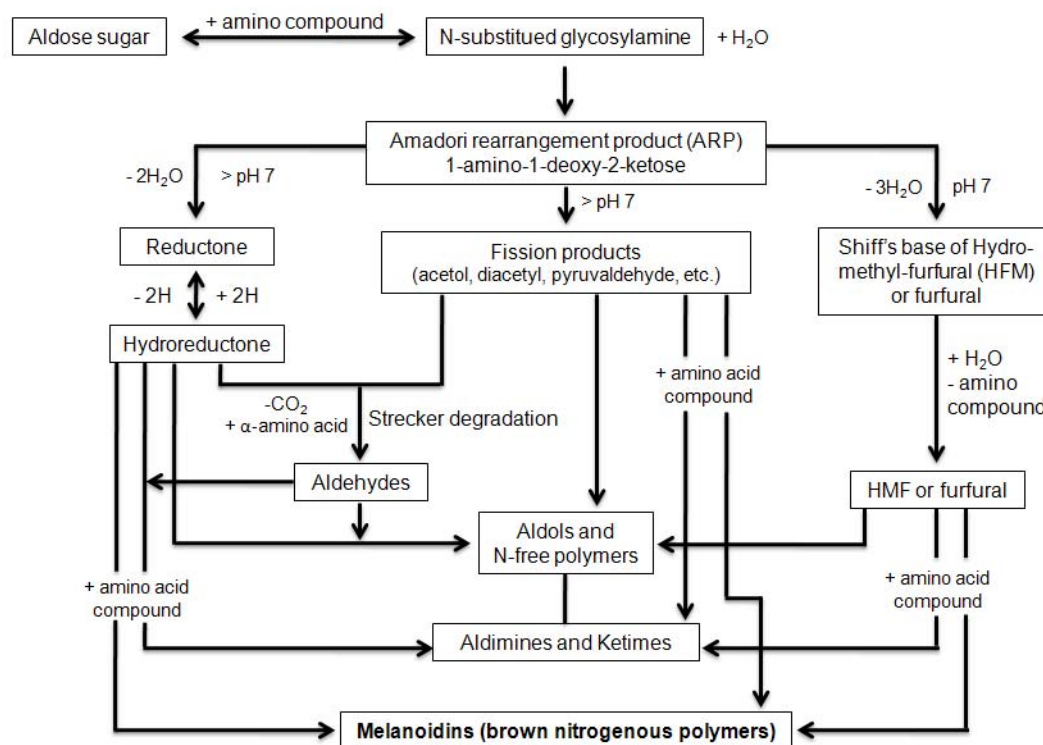 + amino compound
Aldose sugar
N-substitued glycosylamine
+ H₂O
Amadori rearrangement product (ARP)
1-amino-1-deoxy-2-ketose
- 2H₂O
> pH 7
> pH 7
- 3H₂O
pH 7
Reductone
Fission products
(acetol, diacetyl, pyruvaldehyde, etc.)
Shiff's base of Hydro-
methyl-furfural (HFM)
or furfural
- 2H
+ 2H
Hydroreductone
+ H₂O
- amino
compound
+ amino acid
compound
-CO₂
+ α-amino acid
Strecker degradation
Aldehydes
HMF or furfural
Aldols and
N-free polymers
+ amino acid
compound
+ amino acid
compound
Aldimines and Ketimes
Melanoidins (brown nitrogenous polymers)